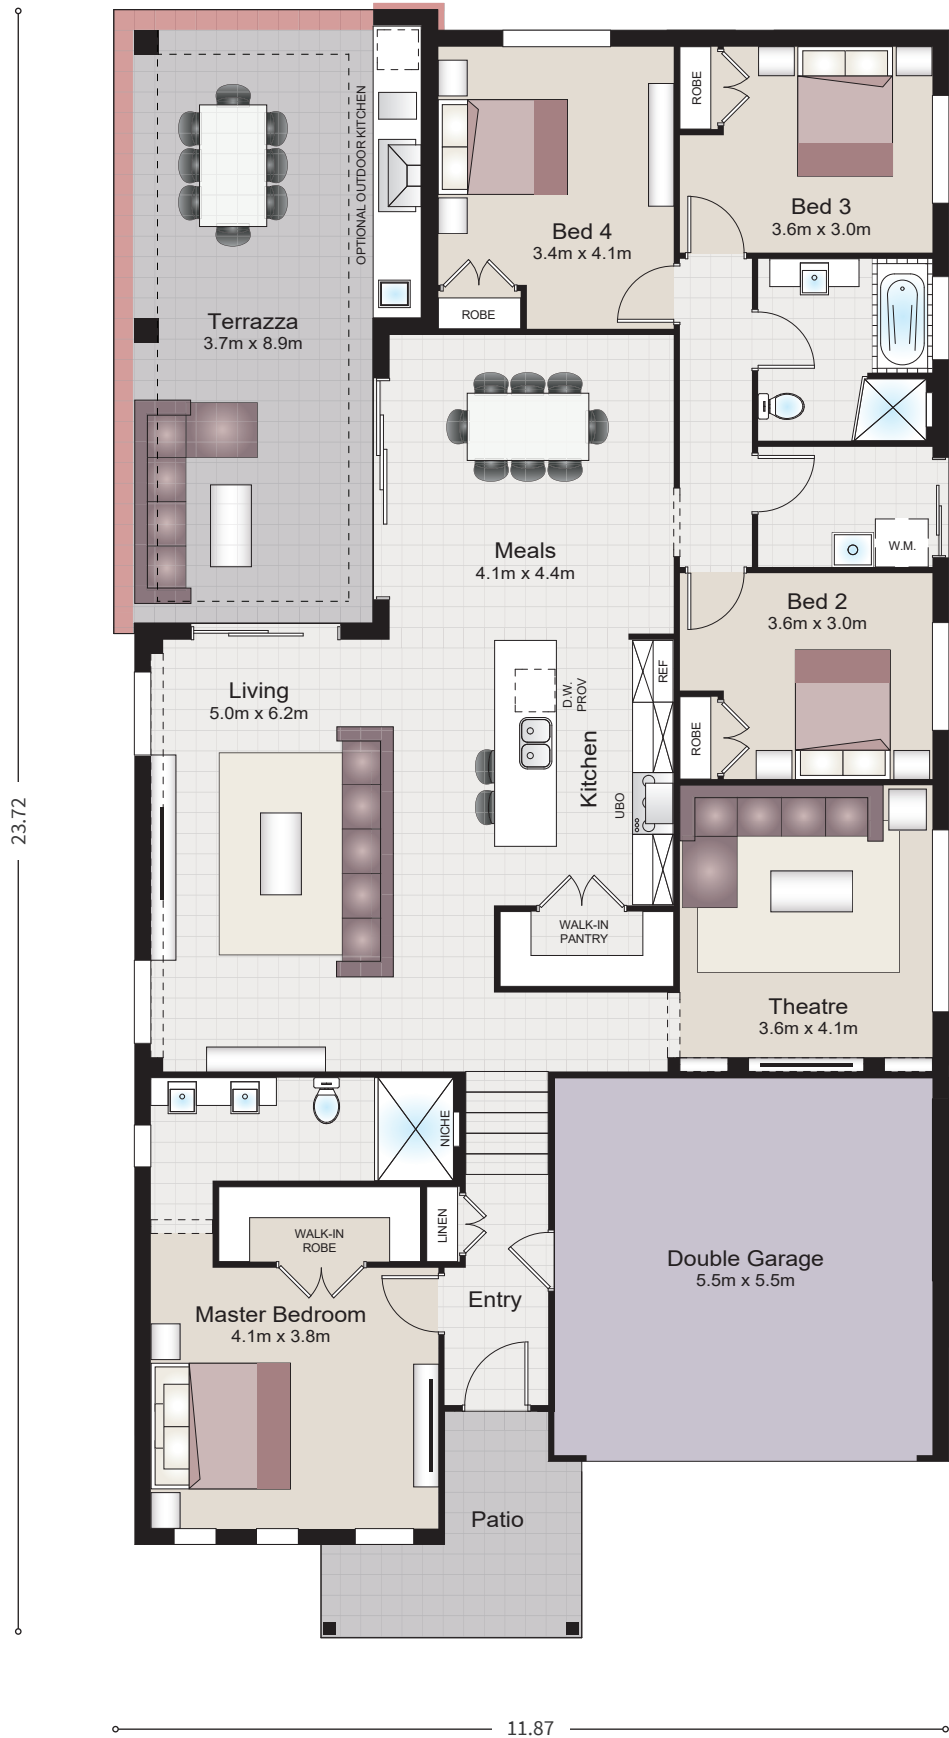 OPTIONAL OUTDOOR KITCHEN
ROBE
Bed 3
3.6m x 3.0m
Bed 4
3.4m x 4.1m
ROBE
Terrazza
3.7m x 8.9m
Meals
4.1m x 4.4m
W.M.
Bed 2
3.6m x 3.0m
ROBE
Living
5.0m x 6.2m
D.W.
PROV
REF
Kitchen
UBO
23.72
WALK-IN
PANTRY
Theatre
3.6m x 4.1m
NICHE
LINEN
WALK-IN
ROBE
Double Garage
5.5m x 5.5m
Entry
Master Bedroom
4.1m x 3.8m
Patio
11.87